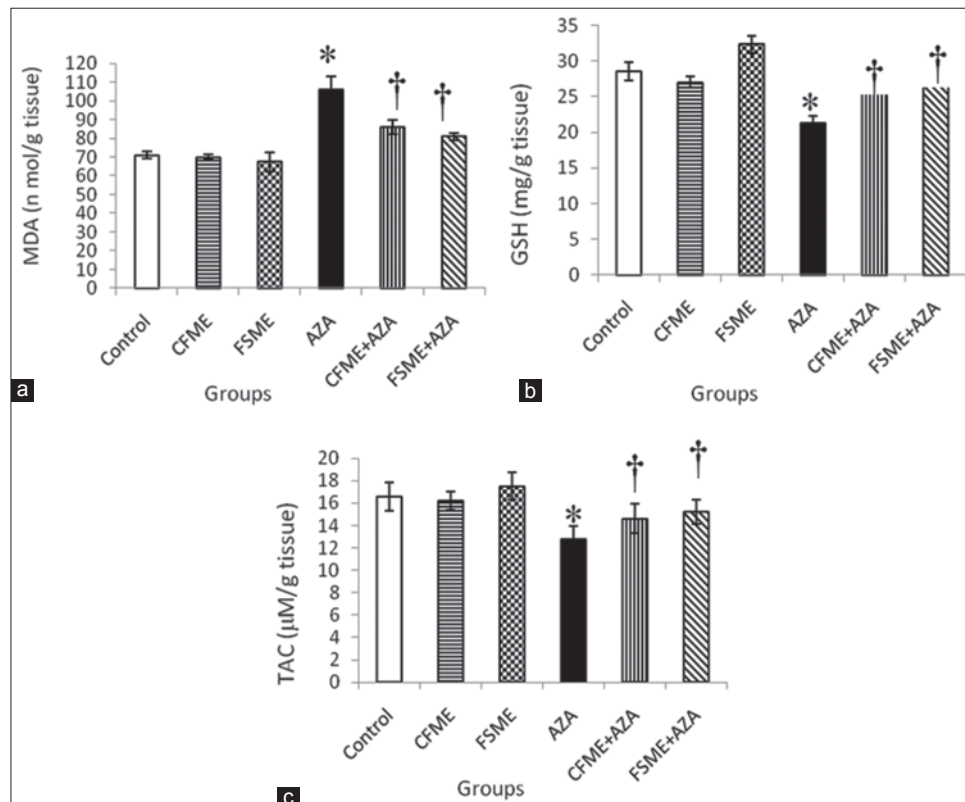 MDA (n mol/g tissue)
120
110
100
90
80
70
60
50
40
30
20
10
0
*
†
†
Control
CFME
FSME
AZA
CFME+AZA
FSME+AZA
Groups
a
GSH (mg/g tissue)
35
30
25
20
15
10
5
0
*
†
†
Control
CFME
FSME
AZA
CFME+AZA
FSME+AZA
Groups
b
TAC (µM/g tissue)
20
18
16
14
12
10
8
6
4
2
0
*
†
†
Control
CFME
FSME
AZA
CFME+AZA
FSME+AZA
Groups
c